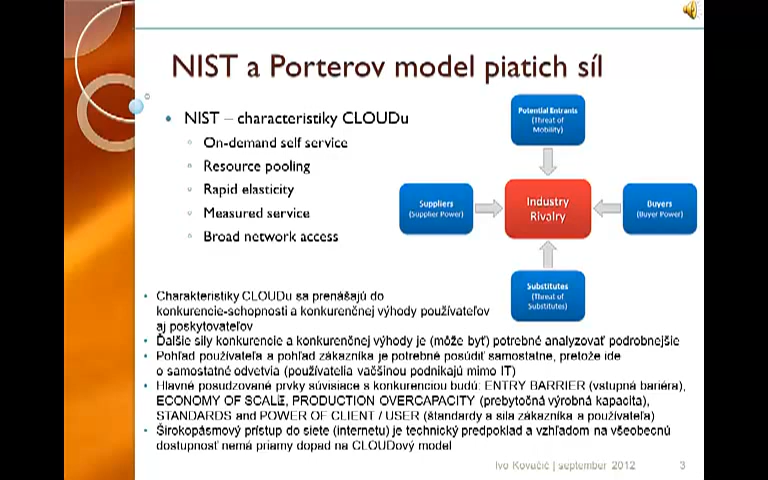 NIST a Porterov model piatich síl
NIST – characteristiky CLOUDu
On-demand self service
Resource pooling
Rapid elasticity
Measured service
Broad network access
Potential Entrants
(Threat of
Mobility)
Suppliers
(Supplier Power)
Industry
Rivalry
Buyers
(Buyer Power)
Substitutes
(Threat of
Substitutes)
Charakteristiky CLOUDu sa prenášajú do
konkurencie-schopnosti a konkurenčnej výhody používateľov
aj poskytovateľov
Ďalšie sily konkurencie a konkurenčnej výhody je (môže byť) potrebné analyzovať podrobnejšie
Pohľad používateľa a pohľad zákazníka je potrebné posúdiť samostatne, pretože ide
o samostatné odvetvia (používatelia väčšinou podnikajú mimo IT)
Hlavné posudzované prvky súvisiace s konkurenciou budú: ENTRY BARRIER (vstupná bariéra),
ECONOMY OF SCALE, PRODUCTION OVERCAPACITY (prebytočná výrobná kapacita),
STANDARDS and POWER OF CLIENT / USER (štandardy a sila zákazníka a používateľa)
Širokopásmový prístup do siete (internetu) je technický predpoklad a vzhľadom na všeobecnú
dostupnosť nemá priamy dopad na CLOUDový model
Ivo Kovačič | september 2012 3